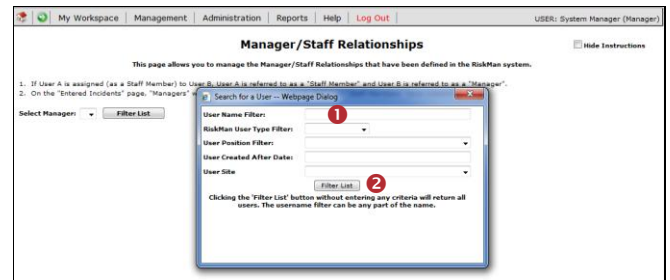 My Workspace | Management | Administration | Reports | Help | Log Out | USER: System Manager (Manager)
Manager/Staff Relationships
Hide Instructions
This page allows you to manage the Manager/Staff Relationships that have been defined in the RiskMan system.
1. If User A is assigned (as a Staff Member) to User B, User A is referred to as a "Staff Member" and User B is referred to as a "Manager".
2. On the "Entered Incidents" page, "Managers"
Select Manager: Filter List
Search for a User -- Webpage Dialog
User Name Filter:
1
RiskMan User Type Filter:
User Position Filter:
User Created After Date:
User Site
Filter List
2
Clicking the 'Filter List' button without entering any criteria will return all
users. The username filter can be any part of the name.